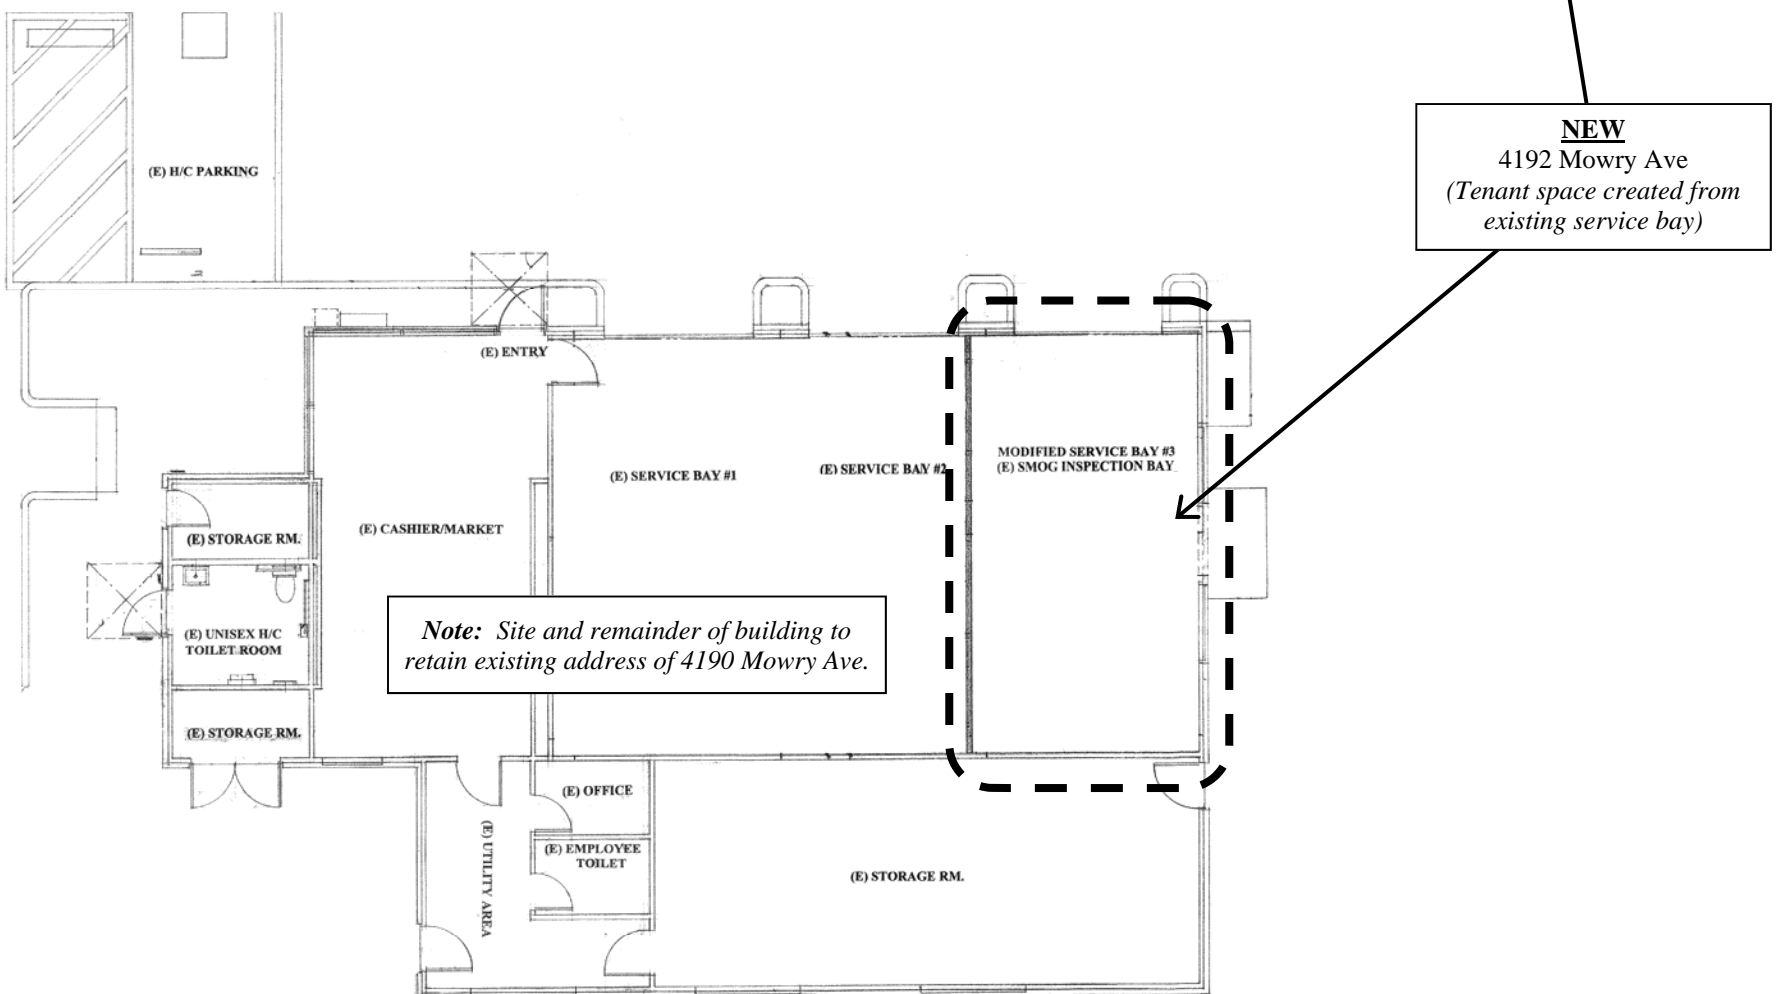 NEW
4192 Mowry Ave
(Tenant space created from
existing service bay)
(E) H/C PARKING
(E) ENTRY
MODIFIED SERVICE BAY #3
(E) SMOG INSPECTION BAY
(E) SERVICE BAY #1
(E) SERVICE BAY #2
(E) CASHIER/MARKET
(E) STORAGE RM.
(E) UNISEX H/C
TOILET ROOM
Note: Site and remainder of building to
retain existing address of 4190 Mowry Ave.
(E) STORAGE RM.
(E) OFFICE
(E) UTILITY AREA
(E) EMPLOYEE
TOILET
(E) STORAGE RM.